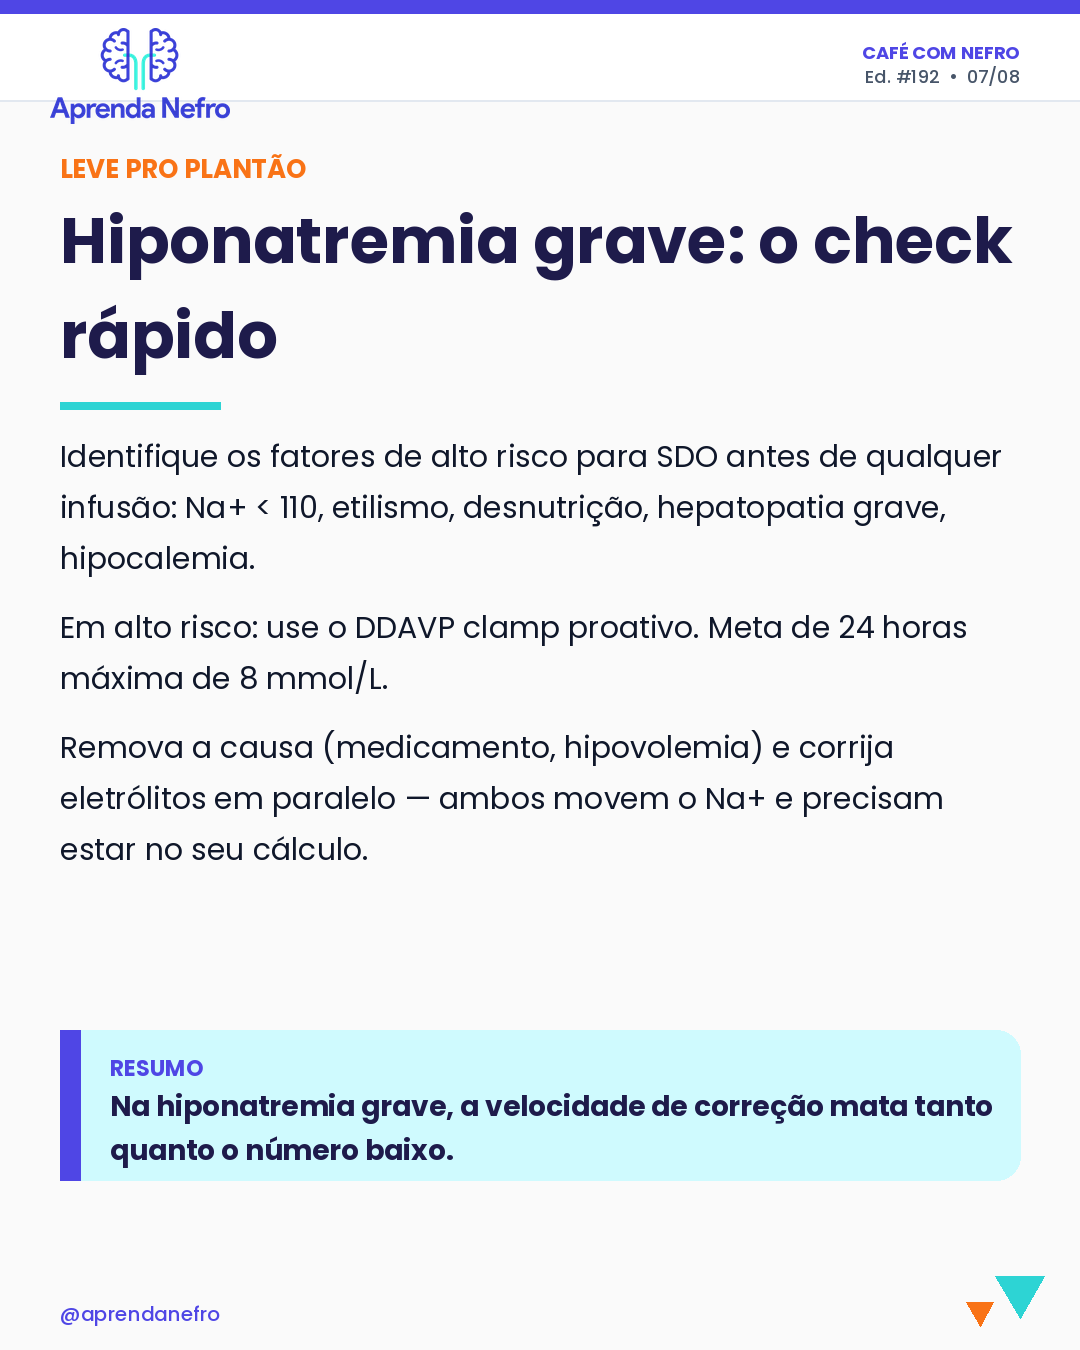 Aprenda Nefro
CAFÉ COM NEFRO
Ed. #192 • 07/08
LEVE PRO PLANTÃO
Hiponatremia grave: o check
rápido
Identifique os fatores de alto risco para SDO antes de qualquer
infusão: Na+ < 110, etilismo, desnutrição, hepatopatia grave,
hipocalemia.
Em alto risco: use o DDAVP clamp proativo. Meta de 24 horas
máxima de 8 mmol/L.
Remova a causa (medicamento, hipovolemia) e corrija
eletrólitos em paralelo — ambos movem o Na+ e precisam
estar no seu cálculo.
RESUMO
Na hiponatremia grave, a velocidade de correção mata tanto
quanto o número baixo.
@aprendanefro